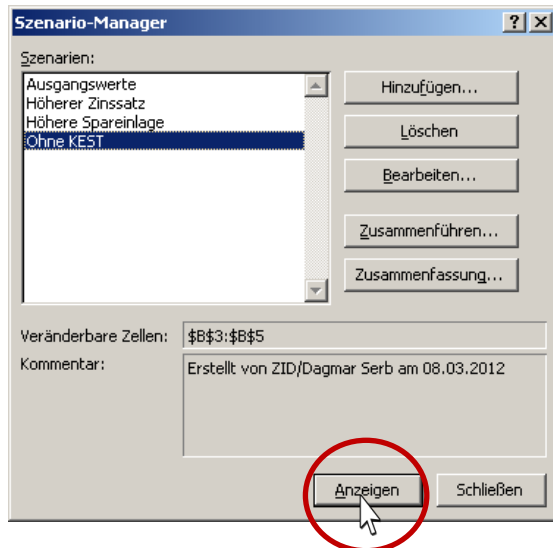 Szenario-Manager
Szenarien:
Ausgangswerte
Höherer Zinssatz
Höhere Spareinlage
Ohne KEST
Hinzufügen...
Löschen
Bearbeiten...
Zusammenführen...
Zusammenfassung...
Veränderbare Zellen: $B$3:$B$5
Kommentar: Erstellt von ZID/Dagmar Serb am 08.03.2012
Anzeigen Schließen